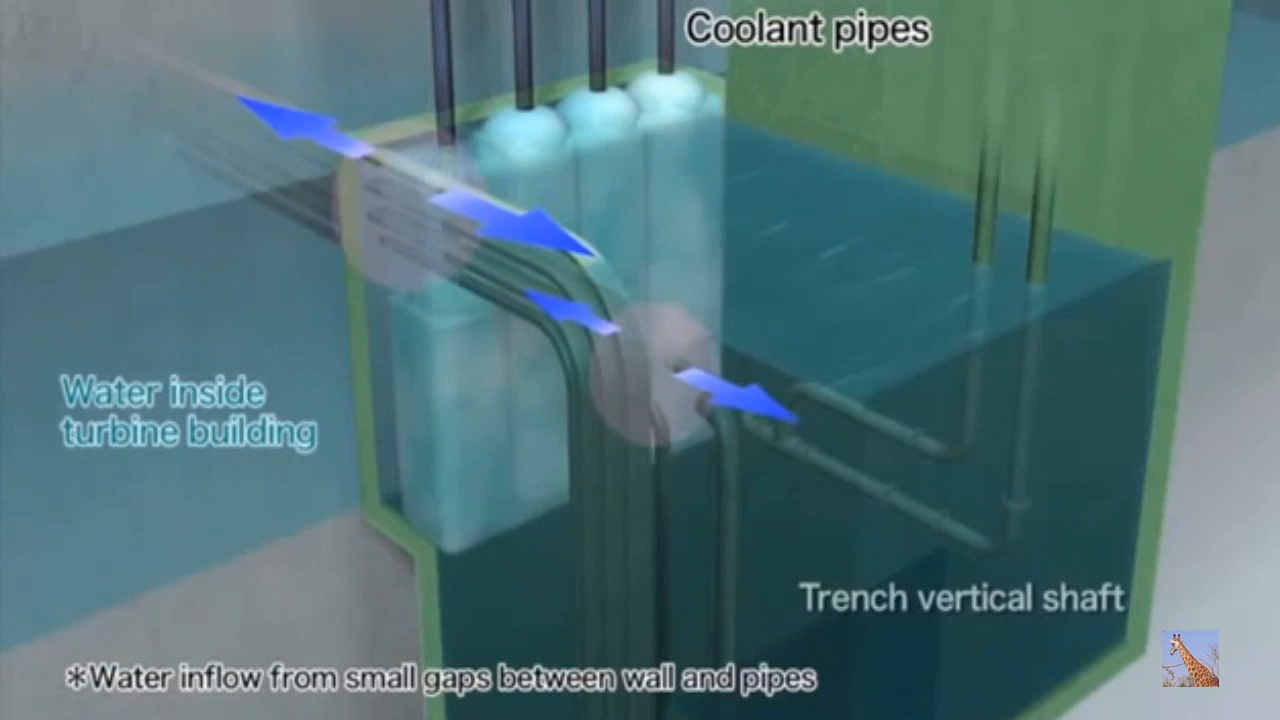 Coolant pipes
Water inside
turbine building
Trench vertical shaft
*Water inflow from small gaps between wall and pipes